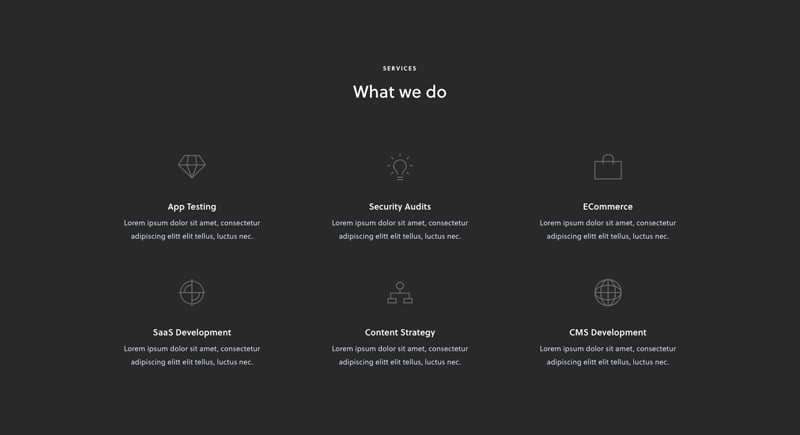 SERVICES
What we do
App Testing
Lorem ipsum dolor sit amet, consectetur
adipiscing elitt elit tellus, luctus nec.
Security Audits
Lorem ipsum dolor sit amet, consectetur
adipiscing elitt elit tellus, luctus nec.
ECommerce
Lorem ipsum dolor sit amet, consectetur
adipiscing elitt elit tellus, luctus nec.
SaaS Development
Lorem ipsum dolor sit amet, consectetur
adipiscing elitt elit tellus, luctus nec.
Content Strategy
Lorem ipsum dolor sit amet, consectetur
adipiscing elitt elit tellus, luctus nec.
CMS Development
Lorem ipsum dolor sit amet, consectetur
adipiscing elitt elit tellus, luctus nec.